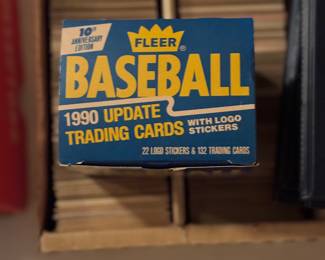 10th
ANNIVERSARY
EDITION
FLEER
BASEBALL
1990 UPDATE
TRADING CARDS
WITH LOGO
STICKERS
22 LOGO STICKERS & 132 TRADING CARDS